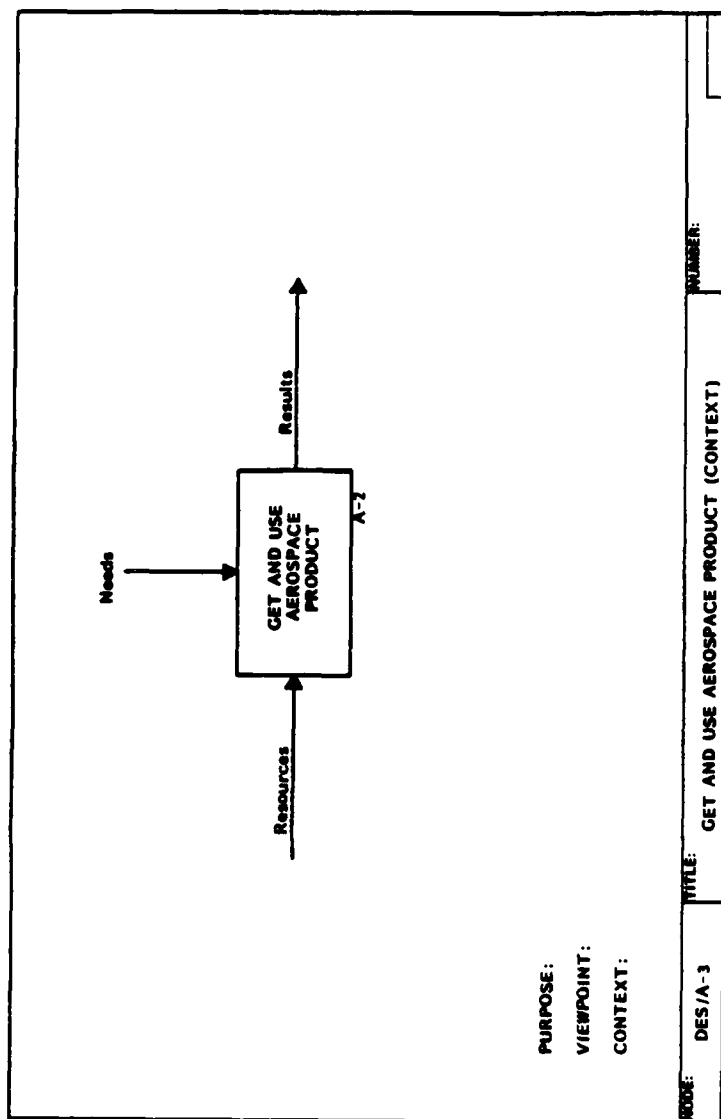 Needs
Resources
GET AND USE
AEROSPACE
PRODUCT
Results
A-2
PURPOSE:
VIEWPOINT:
CONTEXT:
NODE: DES/A-3
TITLE: GET AND USE AEROSPACE PRODUCT (CONTEXT)
NUMBER: